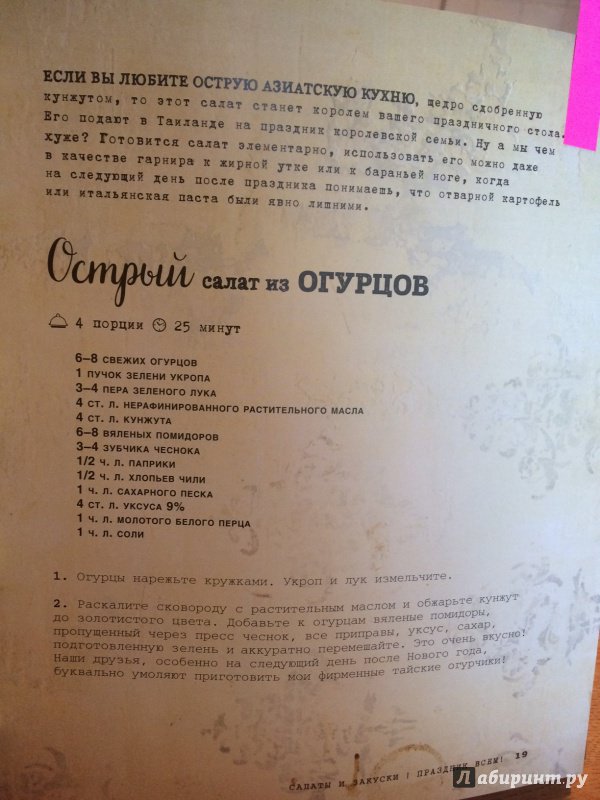 ЕСЛИ ВЫ ЛЮБИТЕ ОСТРУЮ АЗИАТСКУЮ КУХНЮ, щедро сдобренную
кунжутом, то этот салат станет королем вашего праздничного стола.
Его подают в Таиланде на праздник королевской семьи. Ну а мы чем
хуже? Готовится салат элементарно, использовать его можно даже
в качестве гарнира к жирной утке или к бараньей ноге, когда
на следующий день после праздника понимаешь, что отварной картофель
или итальянская паста были явно лишними.
Острый салат из ОГУРЦОВ
4 порции 25 минут
6–8 СВЕЖИХ ОГУРЦОВ
1 ПУЧОК ЗЕЛЕНИ УКРОПА
3–4 ПЕРА ЗЕЛЕНОГО ЛУКА
4 СТ. Л. НЕРАФИНИРОВАННОГО РАСТИТЕЛЬНОГО МАСЛА
4 СТ. Л. КУНЖУТА
6–8 ВЯЛЕНЫХ ПОМИДОРОВ
3–4 ЗУБЧИКА ЧЕСНОКА
1/2 Ч. Л. ПАПРИКИ
1/2 Ч. Л. ХЛОПЬЕВ ЧИЛИ
1 Ч. Л. САХАРНОГО ПЕСКА
4 СТ. Л. УКСУСА 9%
1 Ч. Л. МОЛОТОГО БЕЛОГО ПЕРЦА
1 Ч. Л. СОЛИ
1. Огурцы нарежьте кружками. Укроп и лук измельчите.
2. Раскалите сковороду с растительным маслом и обжарьте кунжут
до золотистого цвета. Добавьте к огурцам вяленые помидоры,
пропущенный через пресс чеснок, все приправы, уксус, сахар,
подготовленную зелень и аккуратно перемешайте. Это очень вкусно!
Наши друзья, особенно на следующий день после Нового года,
буквально умоляют приготовить мои фирменные тайские огурчики!
САЛАТЫ И ЗАКУСКИ | ПРАЗДНИК ВСЕМ! 19
Лабиринт.ру